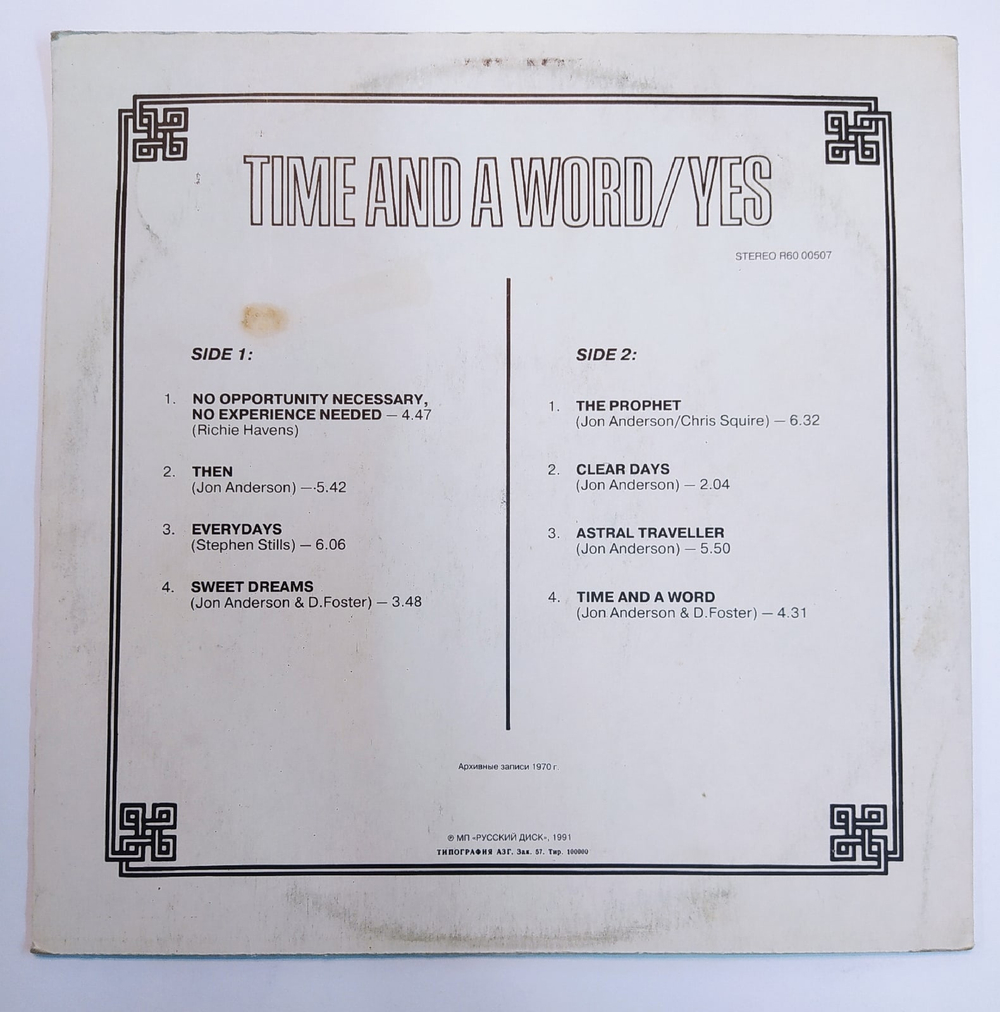 TIME AND A WORD/YES
STEREO R60 00507
SIDE 1:
1. NO OPPORTUNITY NECESSARY,
NO EXPERIENCE NEEDED — 4.47
(Richie Havens)
2. THEN
(Jon Anderson) — 5.42
3. EVERYDAYS
(Stephen Stills) — 6.06
4. SWEET DREAMS
(Jon Anderson & D.Foster) — 3.48
SIDE 2:
1. THE PROPHET
(Jon Anderson/Chris Squire) — 6.32
2. CLEAR DAYS
(Jon Anderson) — 2.04
3. ASTRAL TRAVELLER
(Jon Anderson) — 5.50
4. TIME AND A WORD
(Jon Anderson & D.Foster) — 4.31
Архивные записи 1970 г.
℗ МП «РУССКИЙ ДИСК», 1991
ТИПОГРАФИЯ АЗГ. Зак. 57. Тир. 100000